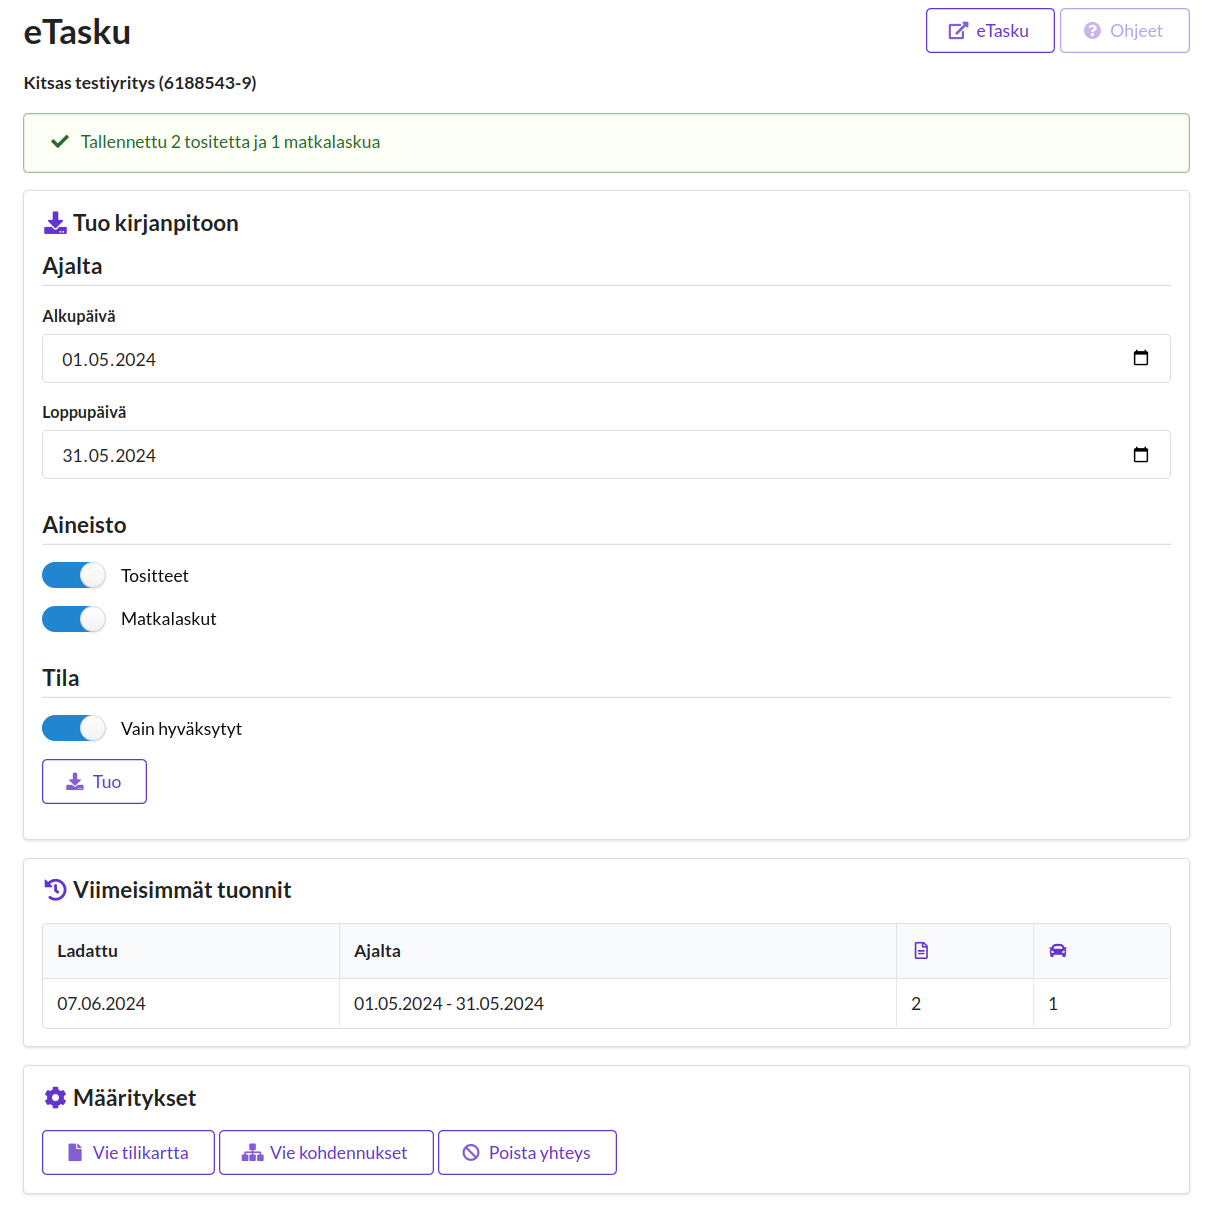 eTasku
eTasku
Ohjeet
Kitsas testiyritys (6188543-9)
Tallennettu 2 tositetta ja 1 matkalaskua
Tuo kirjanpitoon
Ajalta
Alkupäivä
01.05.2024
Loppupäivä
31.05.2024
Aineisto
Tositteet
Matkalaskut
Tila
Vain hyväksytyt
Tuo
Viimeisimmät tuonnit
Ladattu Ajalta
07.06.2024 01.05.2024 - 31.05.2024 2 1
Määritykset
Vie tilikartta Vie kohdennukset Poista yhteys